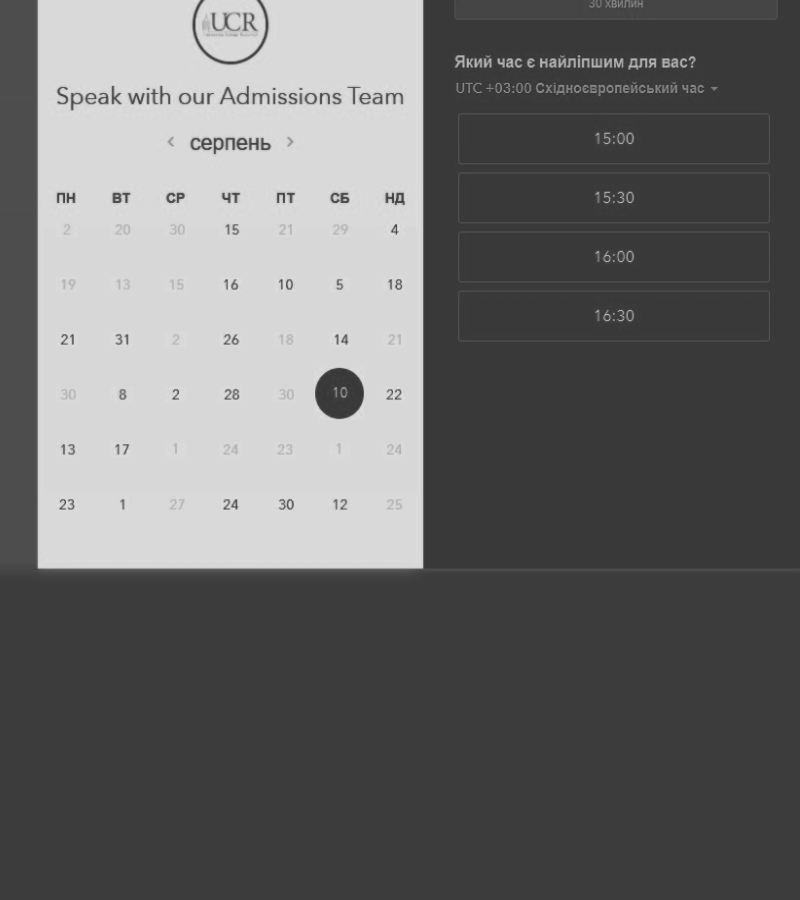 UCR
Speak with our Admissions Team
‹ серпень ›
ПН ВТ СР ЧТ ПТ СБ НД
2 20 30 15 21 29 4
19 13 15 16 10 5 18
21 31 2 26 18 14 21
30 8 2 28 30 10 22
13 17 1 24 23 1 24
23 1 27 24 30 12 25
30 хвилин
Який час є найліпшим для вас?
UTC +03:00 Східноєвропейський час
15:00
15:30
16:00
16:30